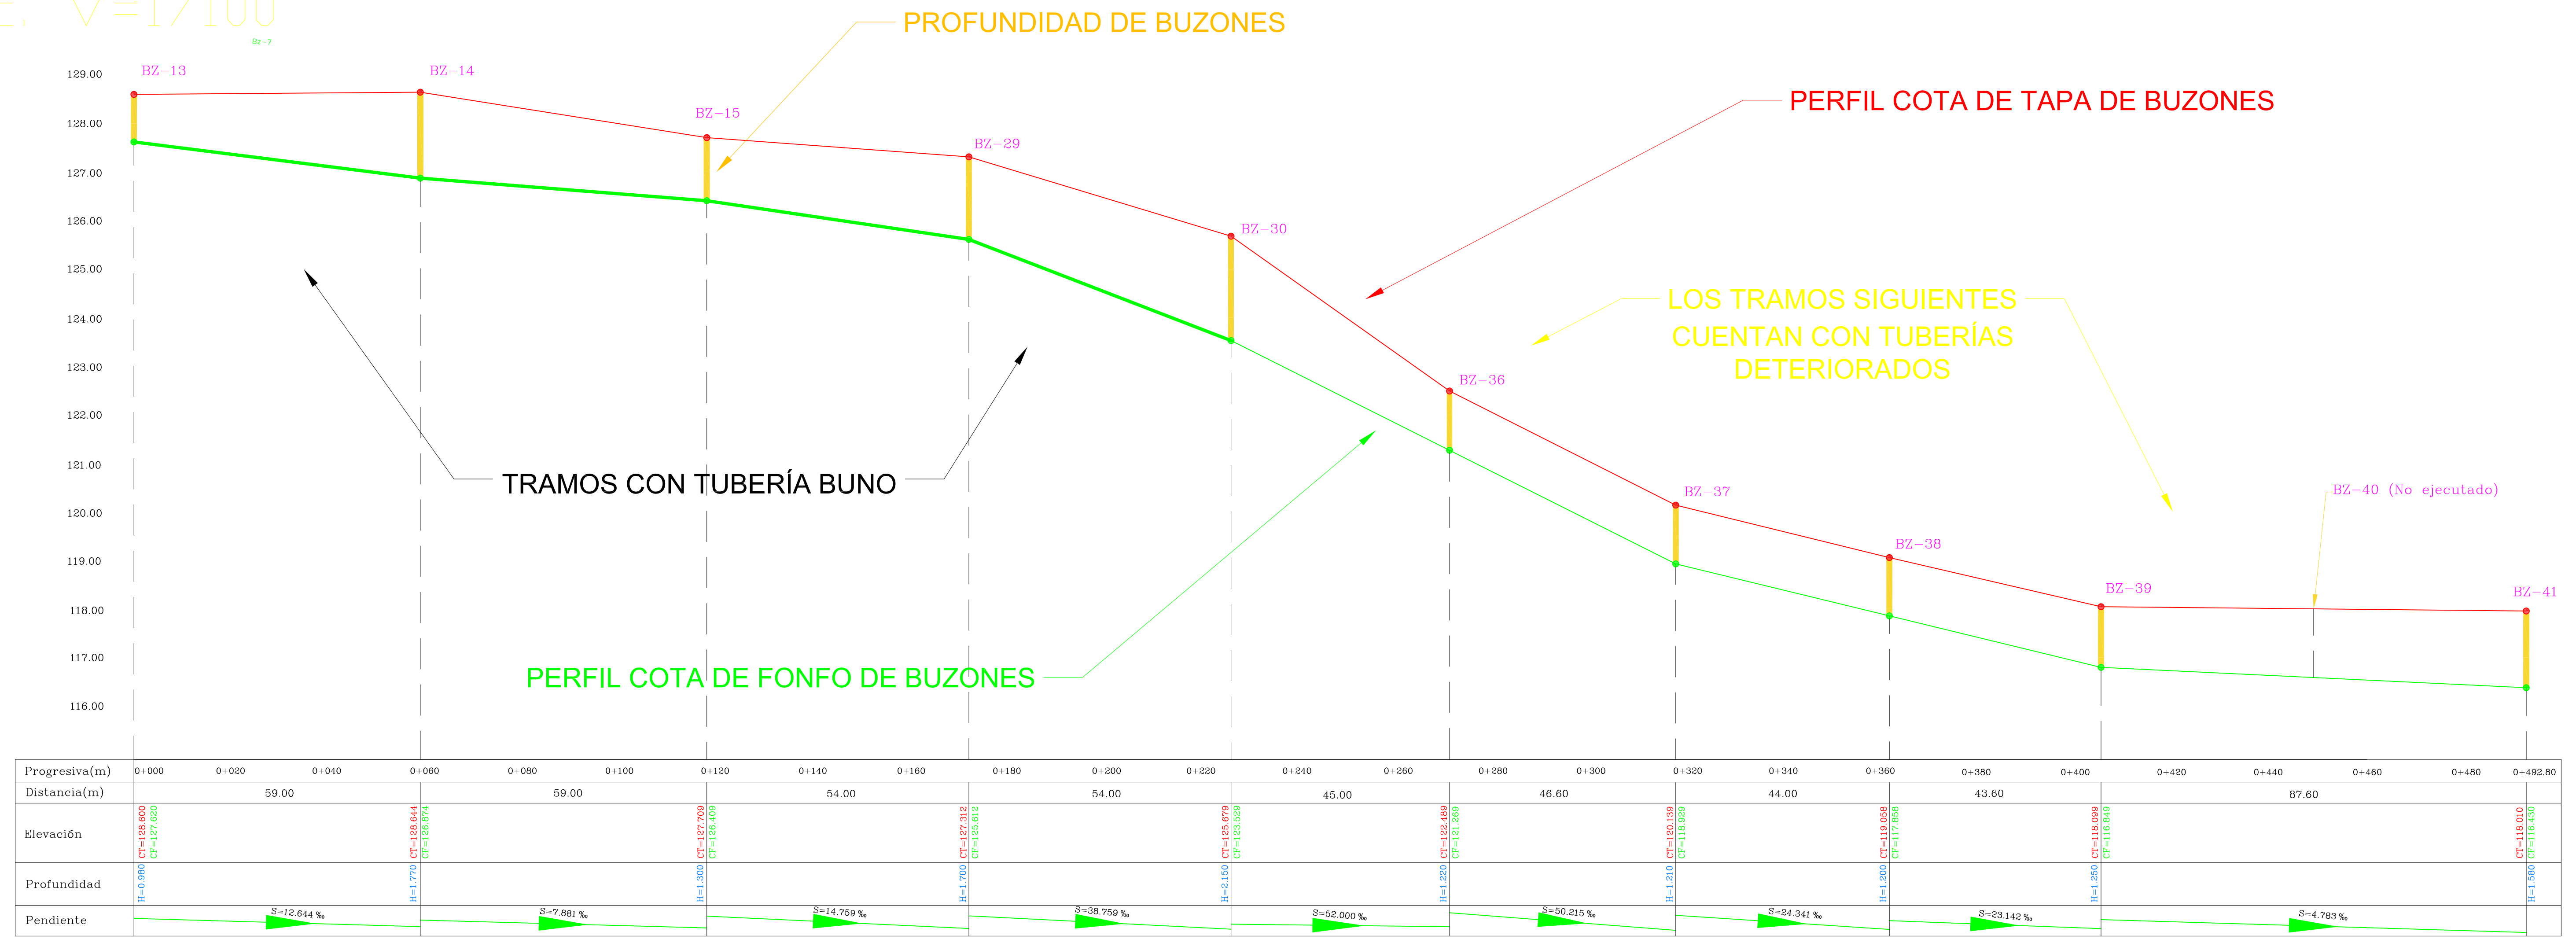 E. V=1/100
Bz-7
PROFUNDIDAD DE BUZONES
PERFIL COTA DE TAPA DE BUZONES
LOS TRAMOS SIGUIENTES
CUENTAN CON TUBERÍAS
DETERIORADOS
TRAMOS CON TUBERÍA BUNO
PERFIL COTA DE FONFO DE BUZONES
BZ-13
BZ-14
BZ-15
BZ-29
BZ-30
BZ-36
BZ-37
BZ-38
BZ-39
BZ-40 (No ejecutado)
BZ-41
129.00
128.00
127.00
126.00
125.00
124.00
123.00
122.00
121.00
120.00
119.00
118.00
117.00
116.00
Progresiva(m) 0+000 0+020 0+040 0+060 0+080 0+100 0+120 0+140 0+160 0+180 0+200 0+220 0+240 0+260 0+280 0+300 0+320 0+340 0+360 0+380 0+400 0+420 0+440 0+460 0+480 0+492.80
Distancia(m) 59.00 59.00 54.00 54.00 45.00 46.60 44.00 43.60 87.60
Elevación
CT=128.600
CF=127.620
CT=128.644
CF=126.874
CT=127.709
CF=126.409
CT=127.312
CF=125.612
CT=125.679
CF=123.529
CT=122.489
CF=121.269
CT=120.139
CF=118.929
CT=119.058
CF=117.858
CT=118.099
CF=116.849
CT=118.010
CF=116.430
Profundidad
H=0.980
H=1.770
H=1.300
H=1.700
H=2.150
H=1.220
H=1.210
H=1.200
H=1.250
H=1.580
Pendiente
S=12.644 ‰
S=7.881 ‰
S=14.759 ‰
S=38.759 ‰
S=52.000 ‰
S=50.215 ‰
S=24.341 ‰
S=23.142 ‰
S=4.783 ‰